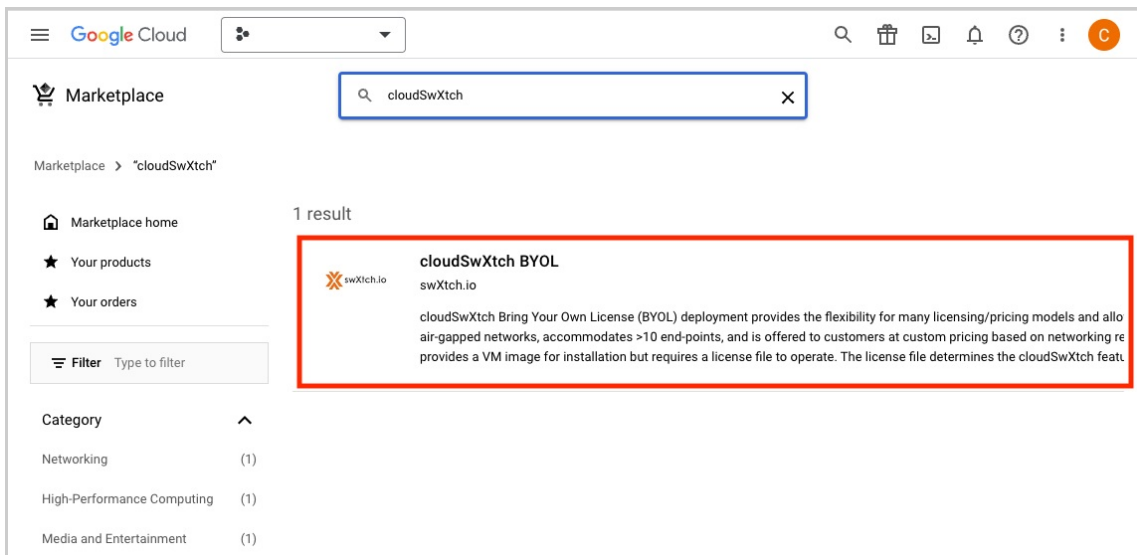 Google Cloud
C
Marketplace
cloudSwXtch
Marketplace > "cloudSwXtch"
Marketplace home
Your products
Your orders
Filter Type to filter
Category
Networking (1)
High-Performance Computing (1)
Media and Entertainment (1)
1 result
swXtch.io
cloudSwXtch BYOL
swXtch.io
cloudSwXtch Bring Your Own License (BYOL) deployment provides the flexibility for many licensing/pricing models and allo
air-gapped networks, accommodates >10 end-points, and is offered to customers at custom pricing based on networking re
provides a VM image for installation but requires a license file to operate. The license file determines the cloudSwXtch featu